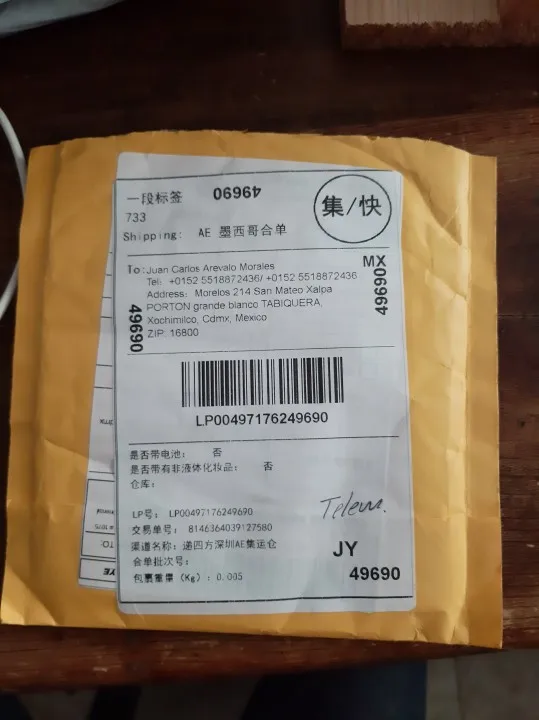 一段标签
49690
集/快
733
Shipping: AE 墨西哥合单
To: Juan Carlos Arevalo Morales
Tel: +0152 5518872436/ +0152 5518872436
Address: Morelos 214 San Mateo Xalpa
PORTON grande blanco TABIQUERA,
Xochimilco, Cdmx, Mexico
ZIP: 16800
MX
49690
49690
LP00497176249690
是否带电池: 否
是否带有非液体化妆品: 否
仓库:
LP号: LP00497176249690
交易单号: 8146364039127580
渠道名称: 递四方深圳AE集运仓
合单批次号:
包裹重量 (Kg) : 0.005
JY
49690
TO: